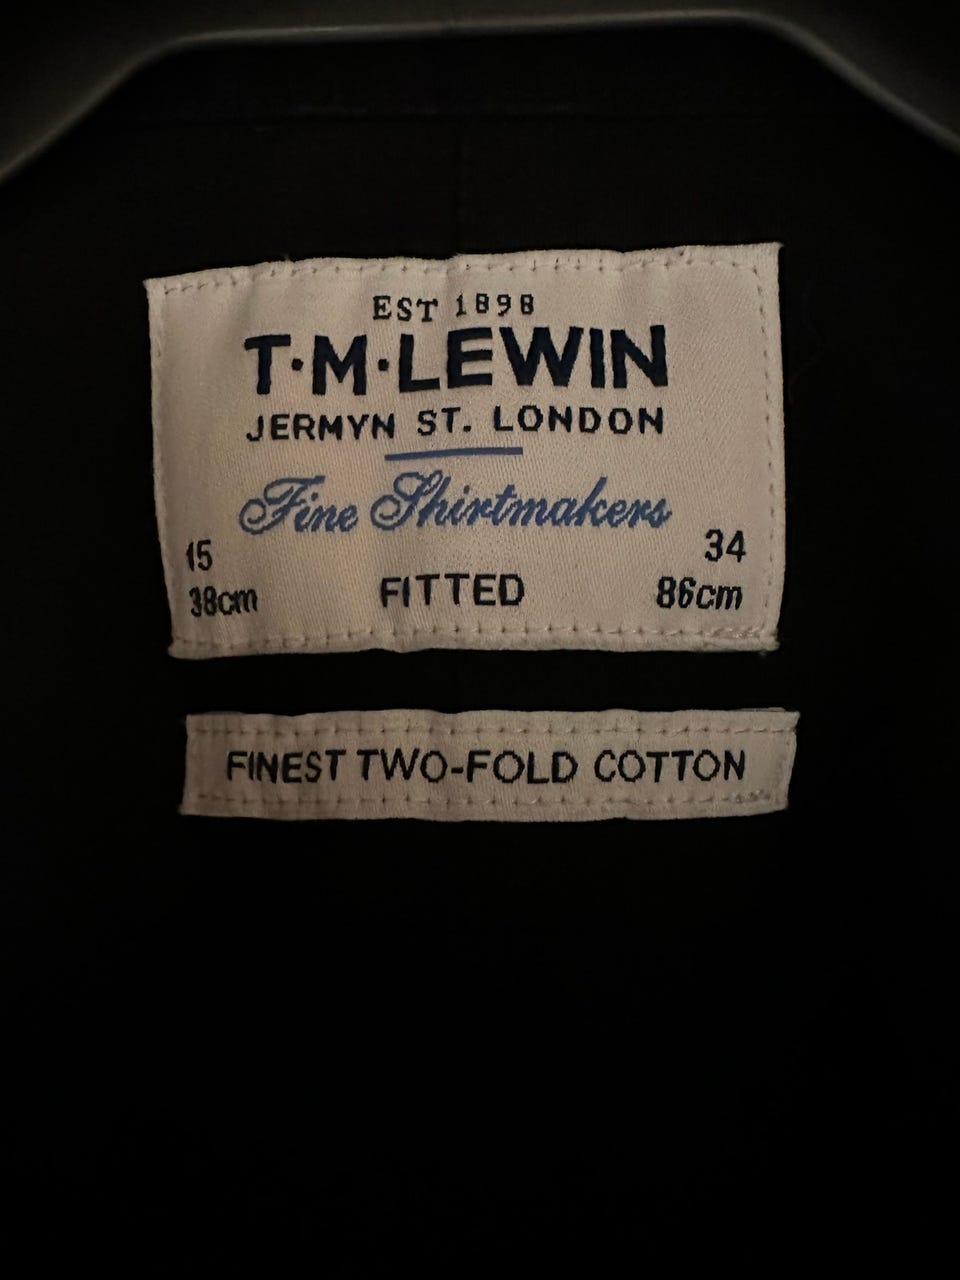 EST 1898
T·M·LEWIN
JERMYN ST. LONDON
Fine Shirtmakers
15 34
38cm FITTED 86cm
FINEST TWO-FOLD COTTON